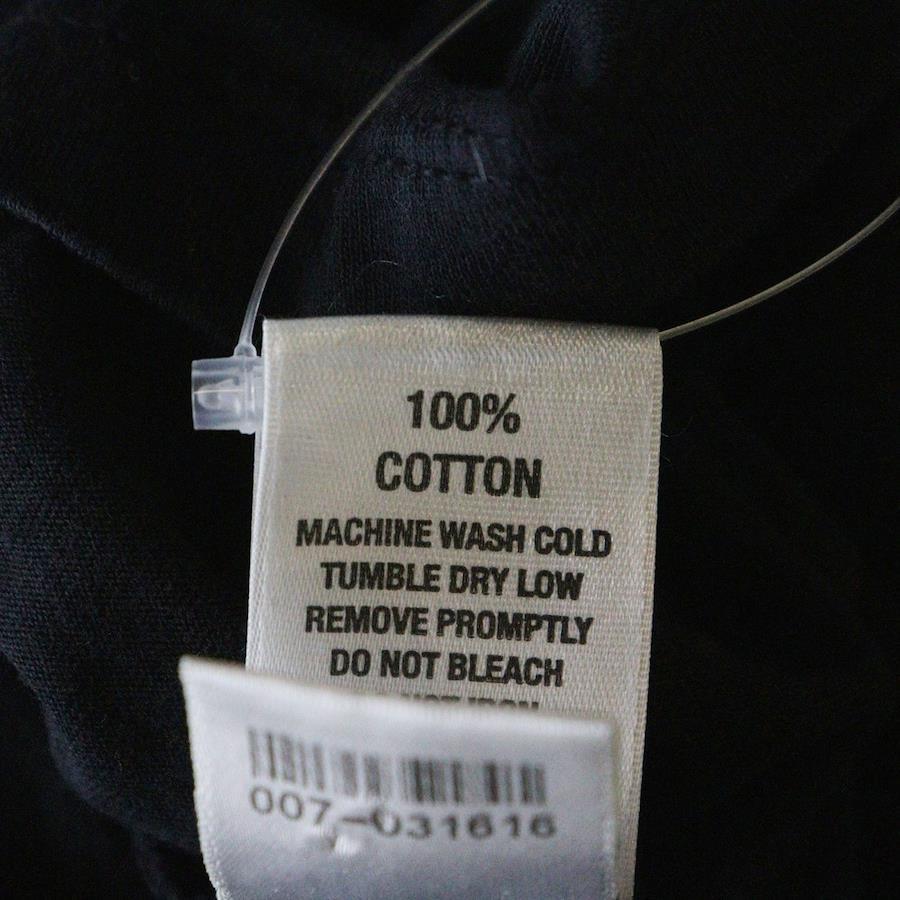 100%
COTTON
MACHINE WASH COLD
TUMBLE DRY LOW
REMOVE PROMPTLY
DO NOT BLEACH
007-031616